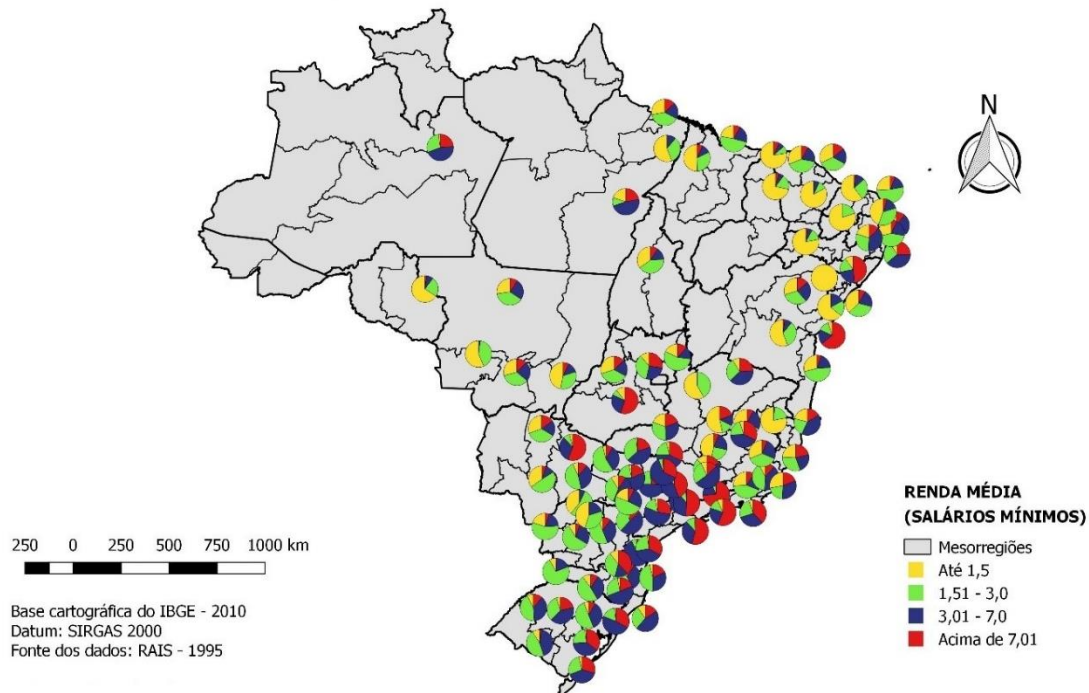 N
RENDA MÉDIA
(SALÁRIOS MÍNIMOS)
Mesorregiões
Até 1,5
1,51 - 3,0
3,01 - 7,0
Acima de 7,01
250 0 250 500 750 1000 km
Base cartográfica do IBGE - 2010
Datum: SIRGAS 2000
Fonte dos dados: RAIS - 1995